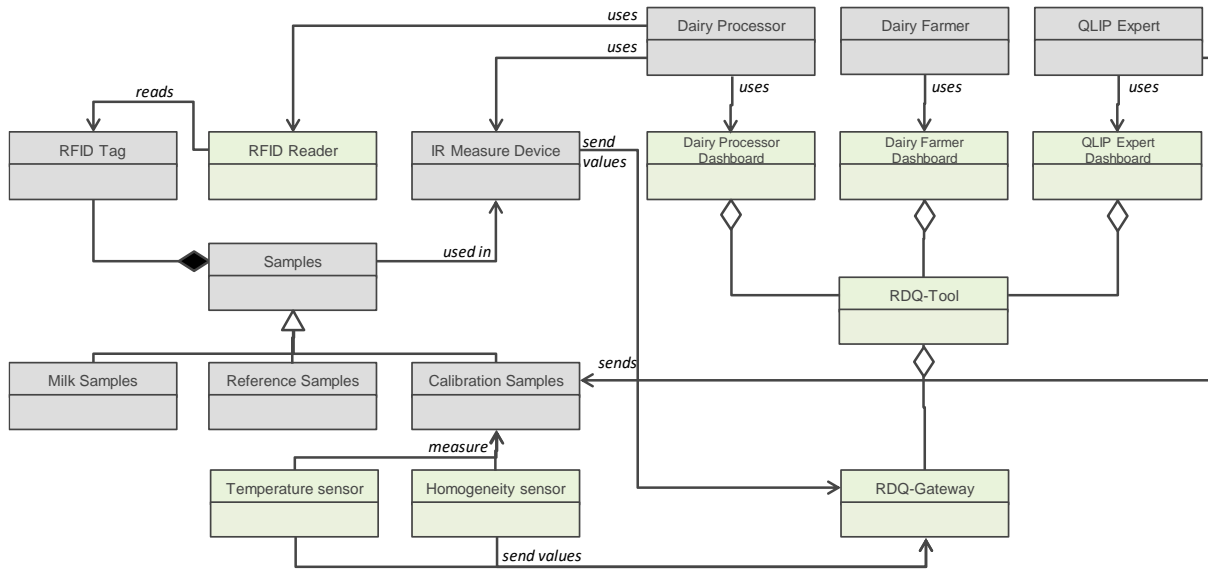 uses
Dairy Processor
Dairy Farmer
QLIP Expert
uses
reads
uses
uses
uses
RFID Tag
RFID Reader
IR Measure Device
send
values
Dairy Processor
Dashboard
Dairy Farmer
Dashboard
QLIP Expert
Dashboard
Samples
used in
RDQ-Tool
sends
Milk Samples
Reference Samples
Calibration Samples
measure
Temperature sensor
Homogeneity sensor
RDQ-Gateway
send values